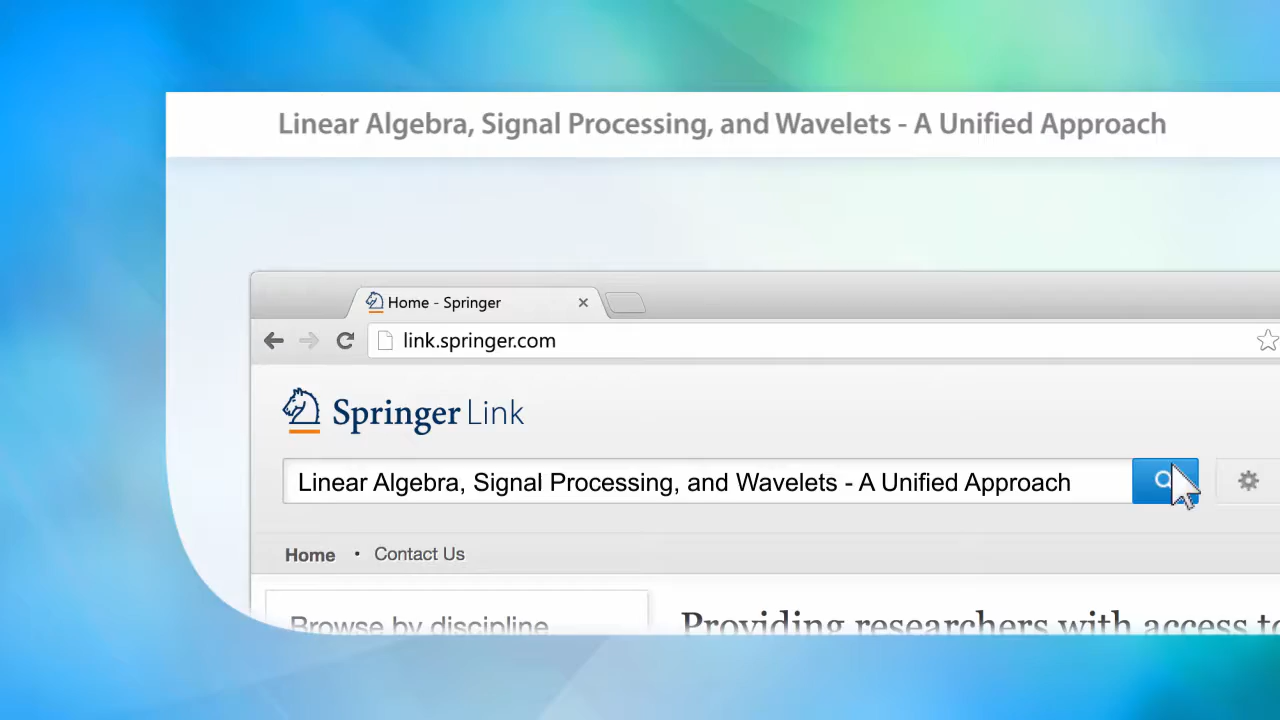 Linear Algebra, Signal Processing, and Wavelets - A Unified Approach
Home - Springer
link.springer.com
Springer Link
Linear Algebra, Signal Processing, and Wavelets - A Unified Approach
Home • Contact Us
Browse by discipline
Providing researchers with access to